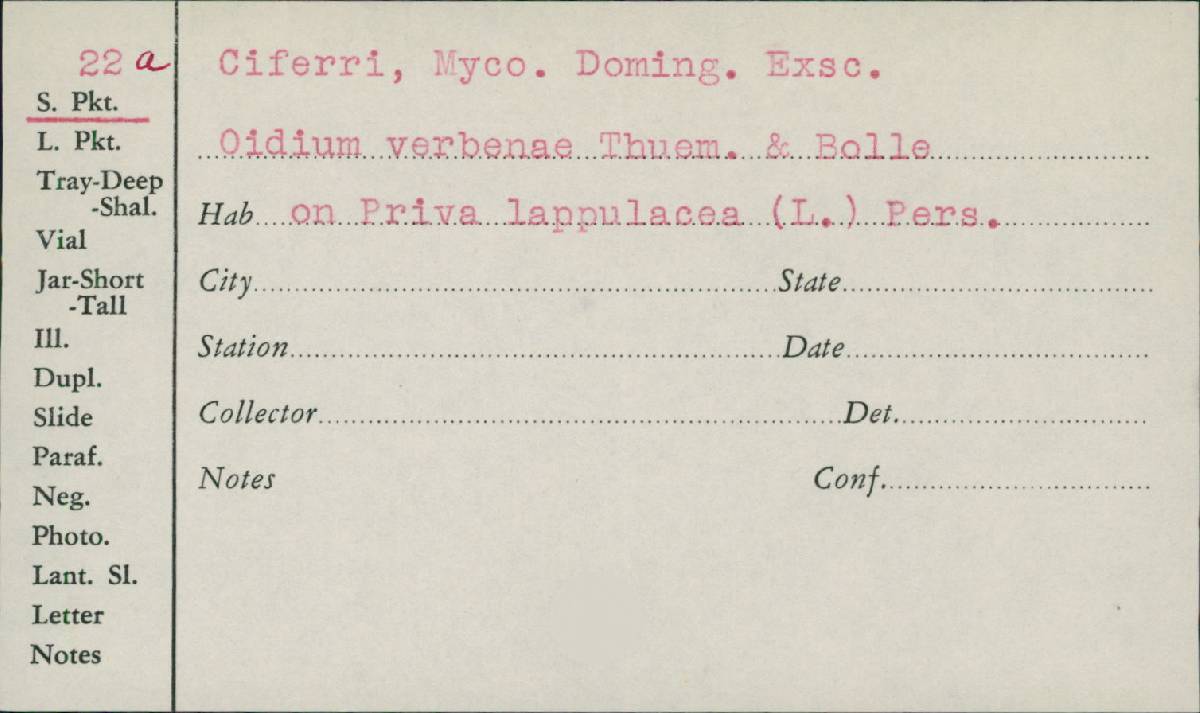 22 a
S. Pkt.
L. Pkt.
Tray-Deep
-Shal.
Vial
Jar-Short
-Tall
Ill.
Dupl.
Slide
Paraf.
Neg.
Photo.
Lant. Sl.
Letter
Notes
Ciferri, Myco. Doming. Exsc.
Oidium verbenae Thuem. & Bolle
Hab on Priva lappulacea (L.) Pers.
City State
Station Date
Collector Det.
Notes Conf.